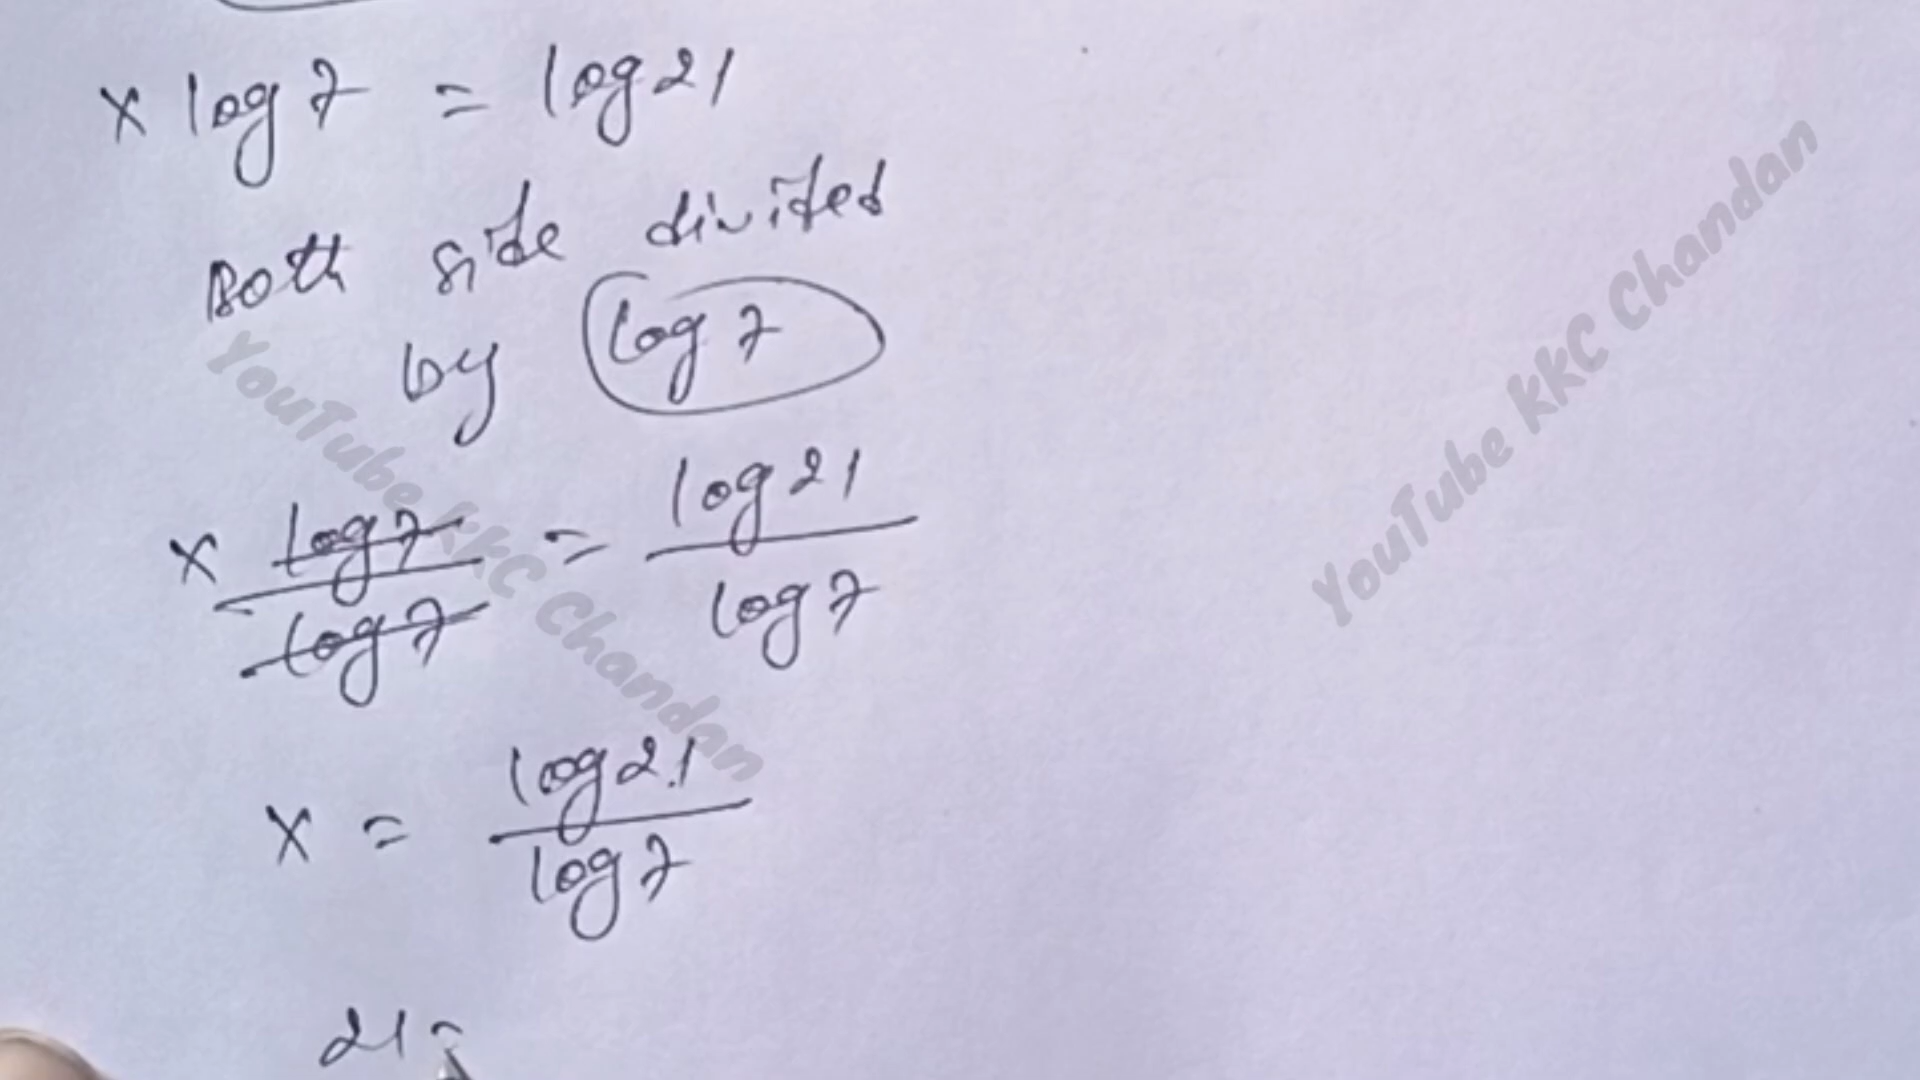 x log 7 = log 21
Both side divided
by log 7
x log 7 / log 7 = log 21 / log 7
x = log 21 / log 7
21 =
YouTube kkC Chandan
YouTube kkC Chandan